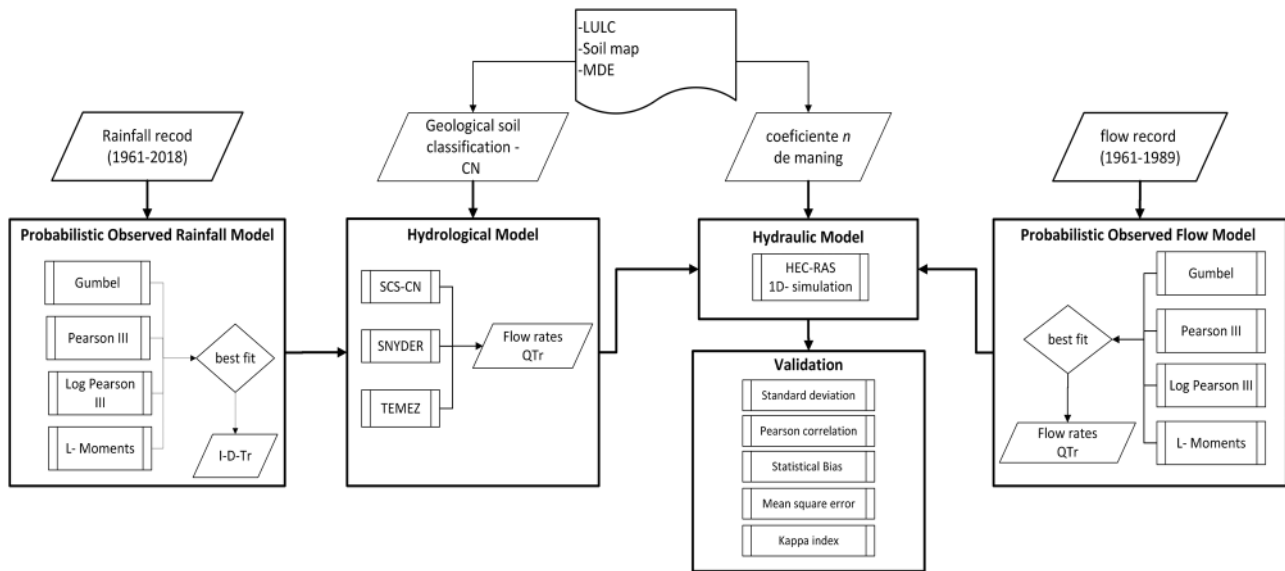 -LULC
-Soil map
-MDE
Rainfall recod
(1961-2018)
Geological soil
classification -
CN
coeficiente n
de maning
flow record
(1961-1989)
Probabilistic Observed Rainfall Model
Gumbel
Pearson III
Log Pearson
III
L- Moments
best fit
I-D-Tr
Hydrological Model
SCS-CN
SNYDER
TEMEZ
Flow rates
QTr
Hydraulic Model
HEC-RAS
1D- simulation
Validation
Standard deviation
Pearson correlation
Statistical Bias
Mean square error
Kappa index
Probabilistic Observed Flow Model
Gumbel
Pearson III
Log Pearson III
L- Moments
best fit
Flow rates
QTr